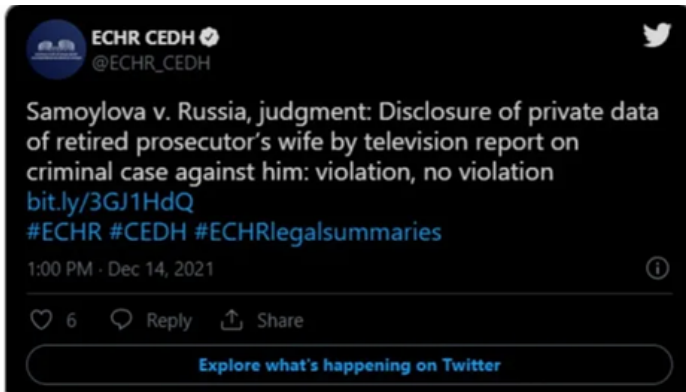 ECHR CEDH
@ECHR_CEDH
Samoylova v. Russia, judgment: Disclosure of private data
of retired prosecutor's wife by television report on
criminal case against him: violation, no violation
bit.ly/3GJ1HdQ
#ECHR #CEDH #ECHRlegalsummaries
1:00 PM · Dec 14, 2021
6 Reply Share
Explore what's happening on Twitter